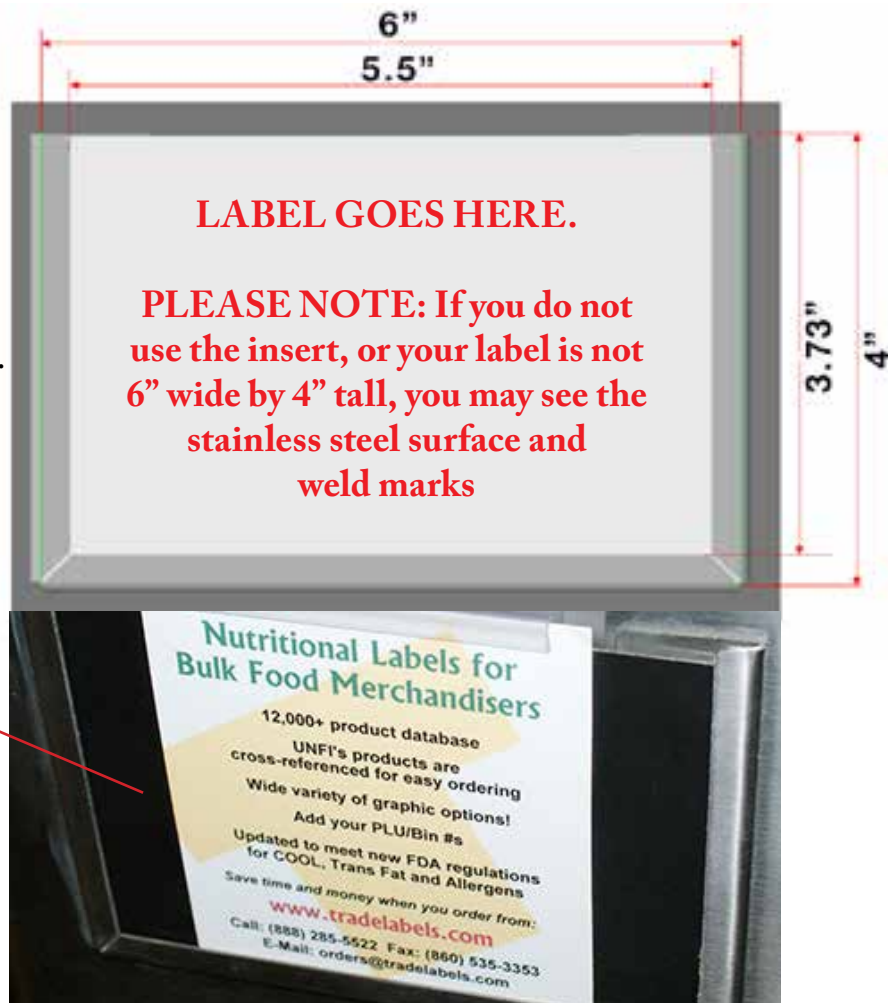 6”
5.5”
LABEL GOES HERE.
PLEASE NOTE: If you do not
use the insert, or your label is not
6” wide by 4” tall, you may see the
stainless steel surface and
weld marks
3.73”
4”
.
Nutritional Labels for
Bulk Food Merchandisers
12,000+ product database
UNFI's products are
cross-referenced for easy ordering
Wide variety of graphic options!
Add your PLU/Bin #s
Updated to meet new FDA regulations
for COOL, Trans Fat and Allergens
Save time and money when you order from:
www.tradelabels.com
Call: (888) 285-5522 Fax: (860) 535-3353
E-Mail: orders@tradelabels.com